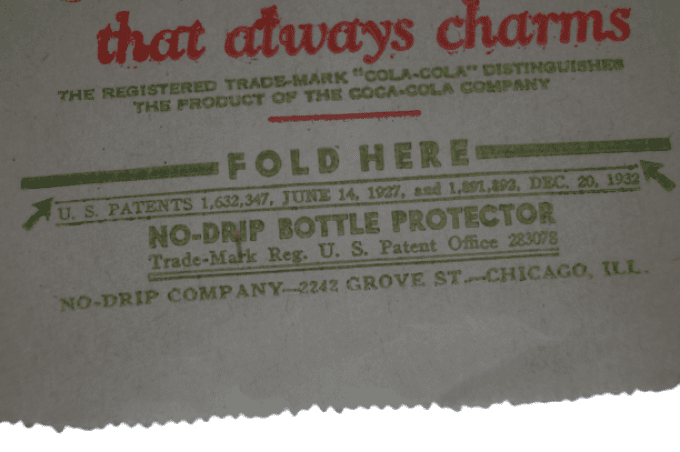 that always charms
THE REGISTERED TRADE-MARK "COLA-COLA" DISTINGUISHES
THE PRODUCT OF THE COCA-COLA COMPANY
FOLD HERE
U. S. PATENTS 1,632,347, JUNE 14, 1927, and 1,891,892, DEC. 20, 1932
NO-DRIP BOTTLE PROTECTOR
Trade-Mark Reg. U. S. Patent Office 283078
NO-DRIP COMPANY—2242 GROVE ST.—CHICAGO, ILL.